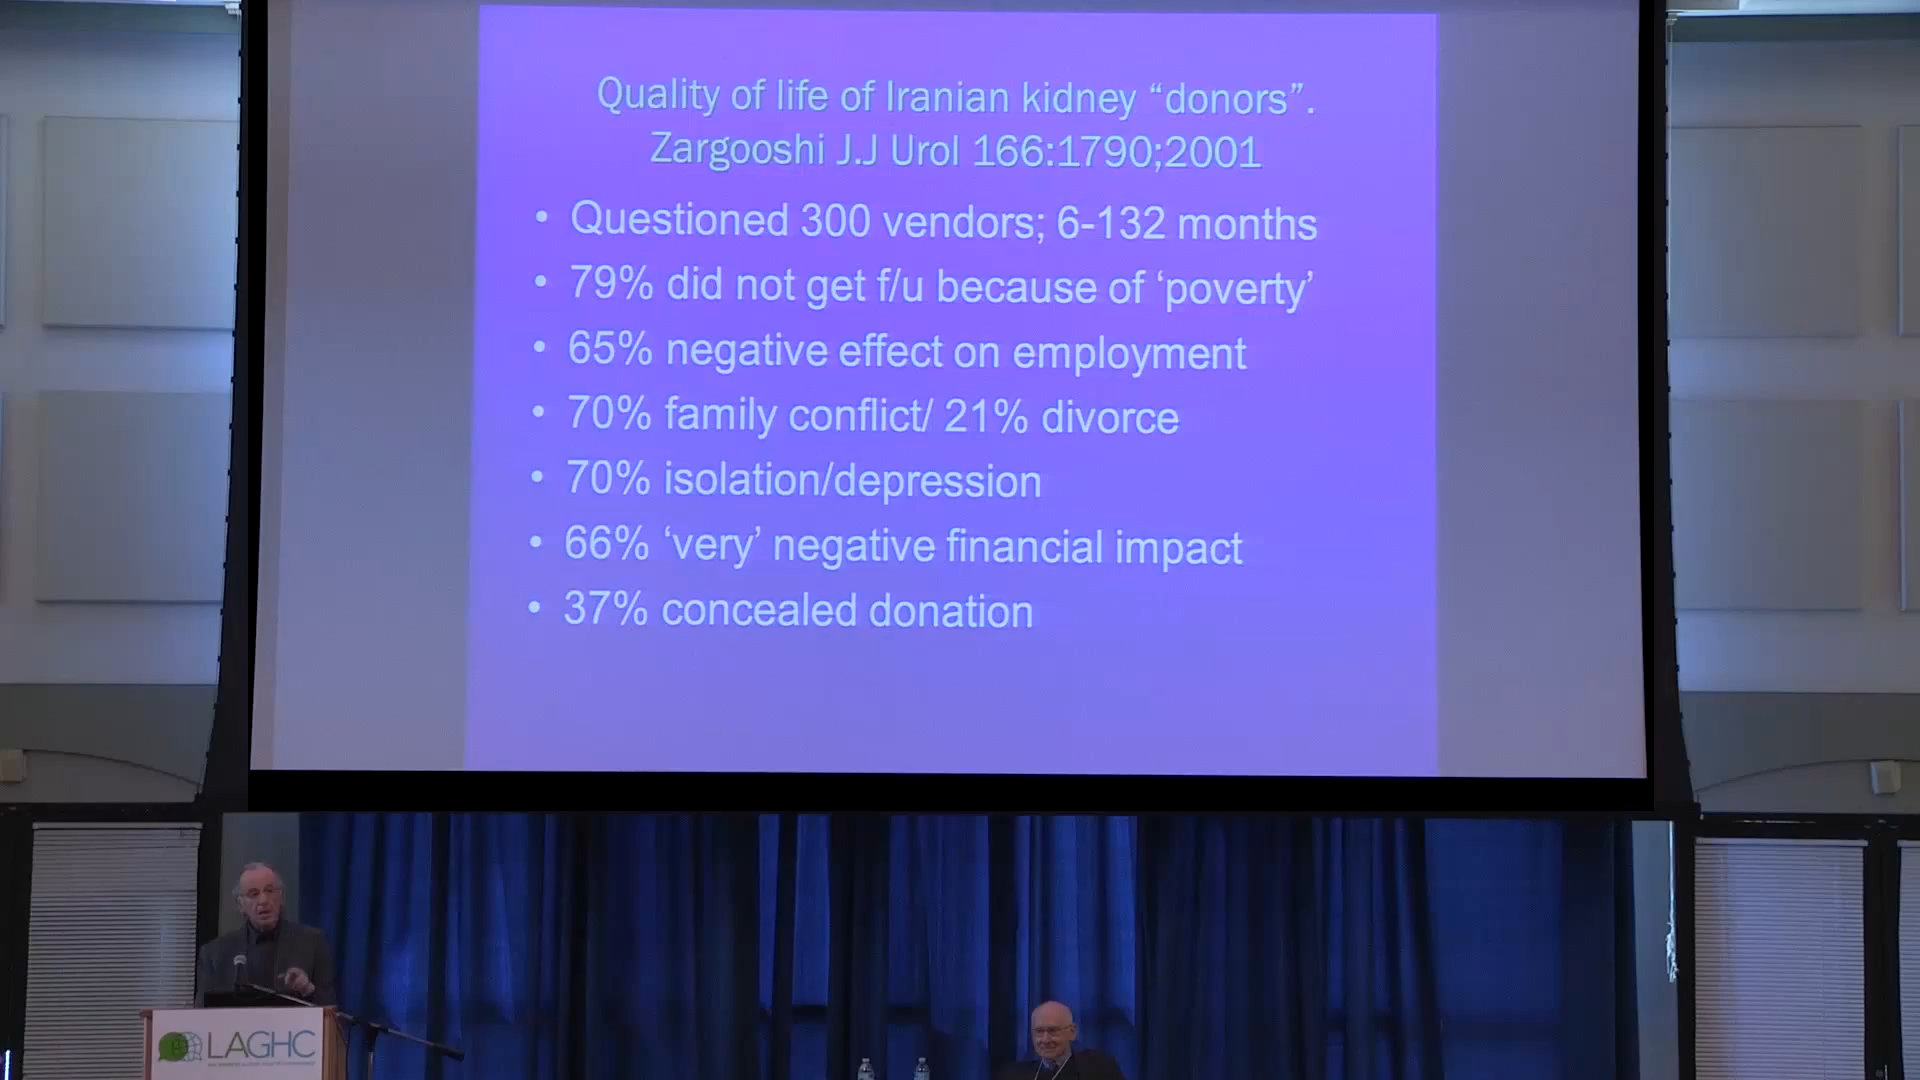 Quality of life of Iranian kidney “donors”.
Zargooshi J.J Urol 166:1790;2001
• Questioned 300 vendors; 6-132 months
• 79% did not get f/u because of ‘poverty’
• 65% negative effect on employment
• 70% family conflict/ 21% divorce
• 70% isolation/depression
• 66% ‘very’ negative financial impact
• 37% concealed donation
LAGHC